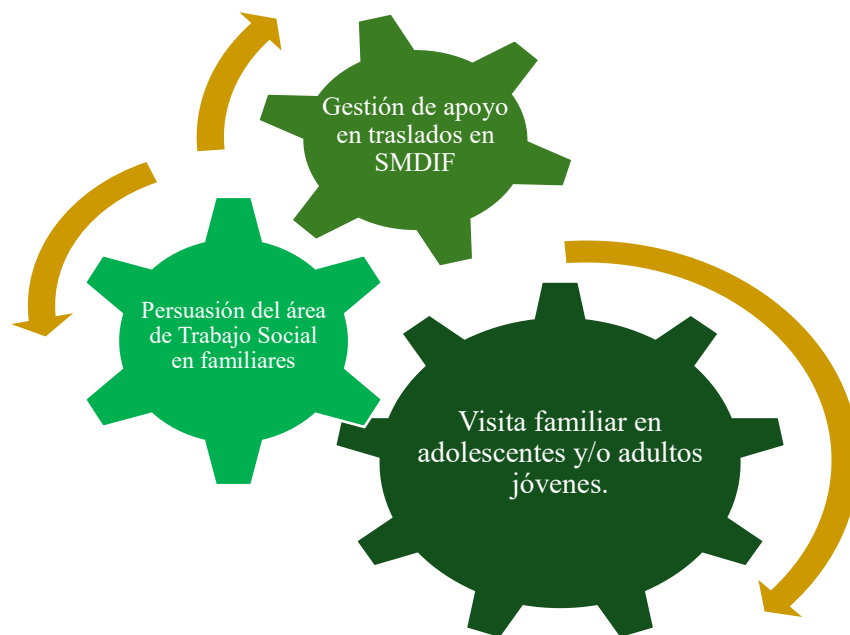 Gestión de apoyo
en traslados en
SMDIF
Persuasión del área
de Trabajo Social
en familiares
Visita familiar en
adolescentes y/o adultos
jóvenes.